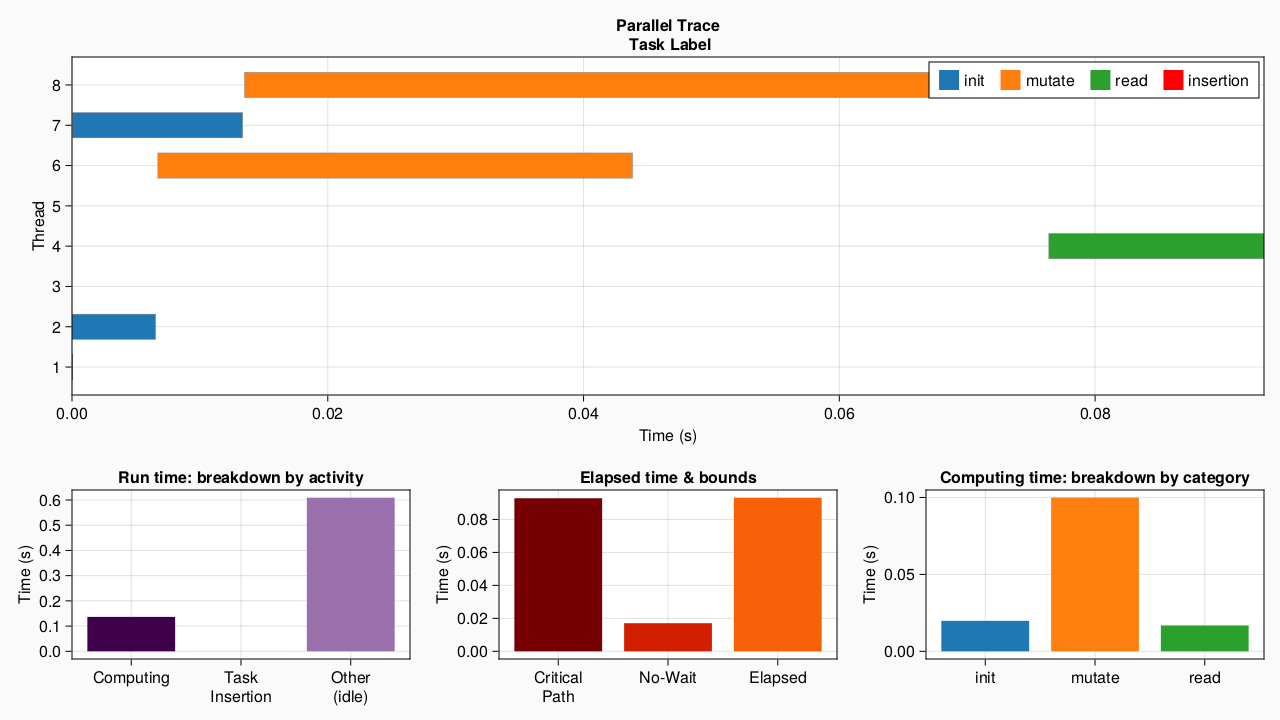 Parallel Trace
Task Label
init mutate read insertion
8
7
6
5
4
3
2
1
Thread
0.00 0.02 0.04 0.06 0.08
Time (s)
Run time: breakdown by activity
0.6
0.5
0.4
0.3
0.2
0.1
0.0
Time (s)
Computing Task Insertion Other (idle)
Elapsed time & bounds
0.08
0.06
0.04
0.02
0.00
Time (s)
Critical Path No-Wait Elapsed
Computing time: breakdown by category
0.10
0.05
0.00
Time (s)
init mutate read